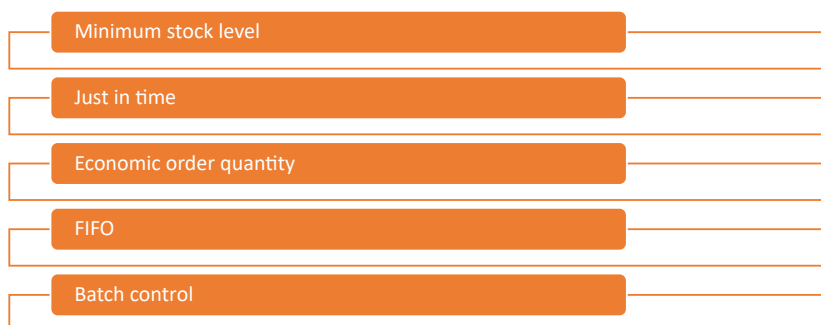 Minimum stock level
Just in time
Economic order quantity
FIFO
Batch control